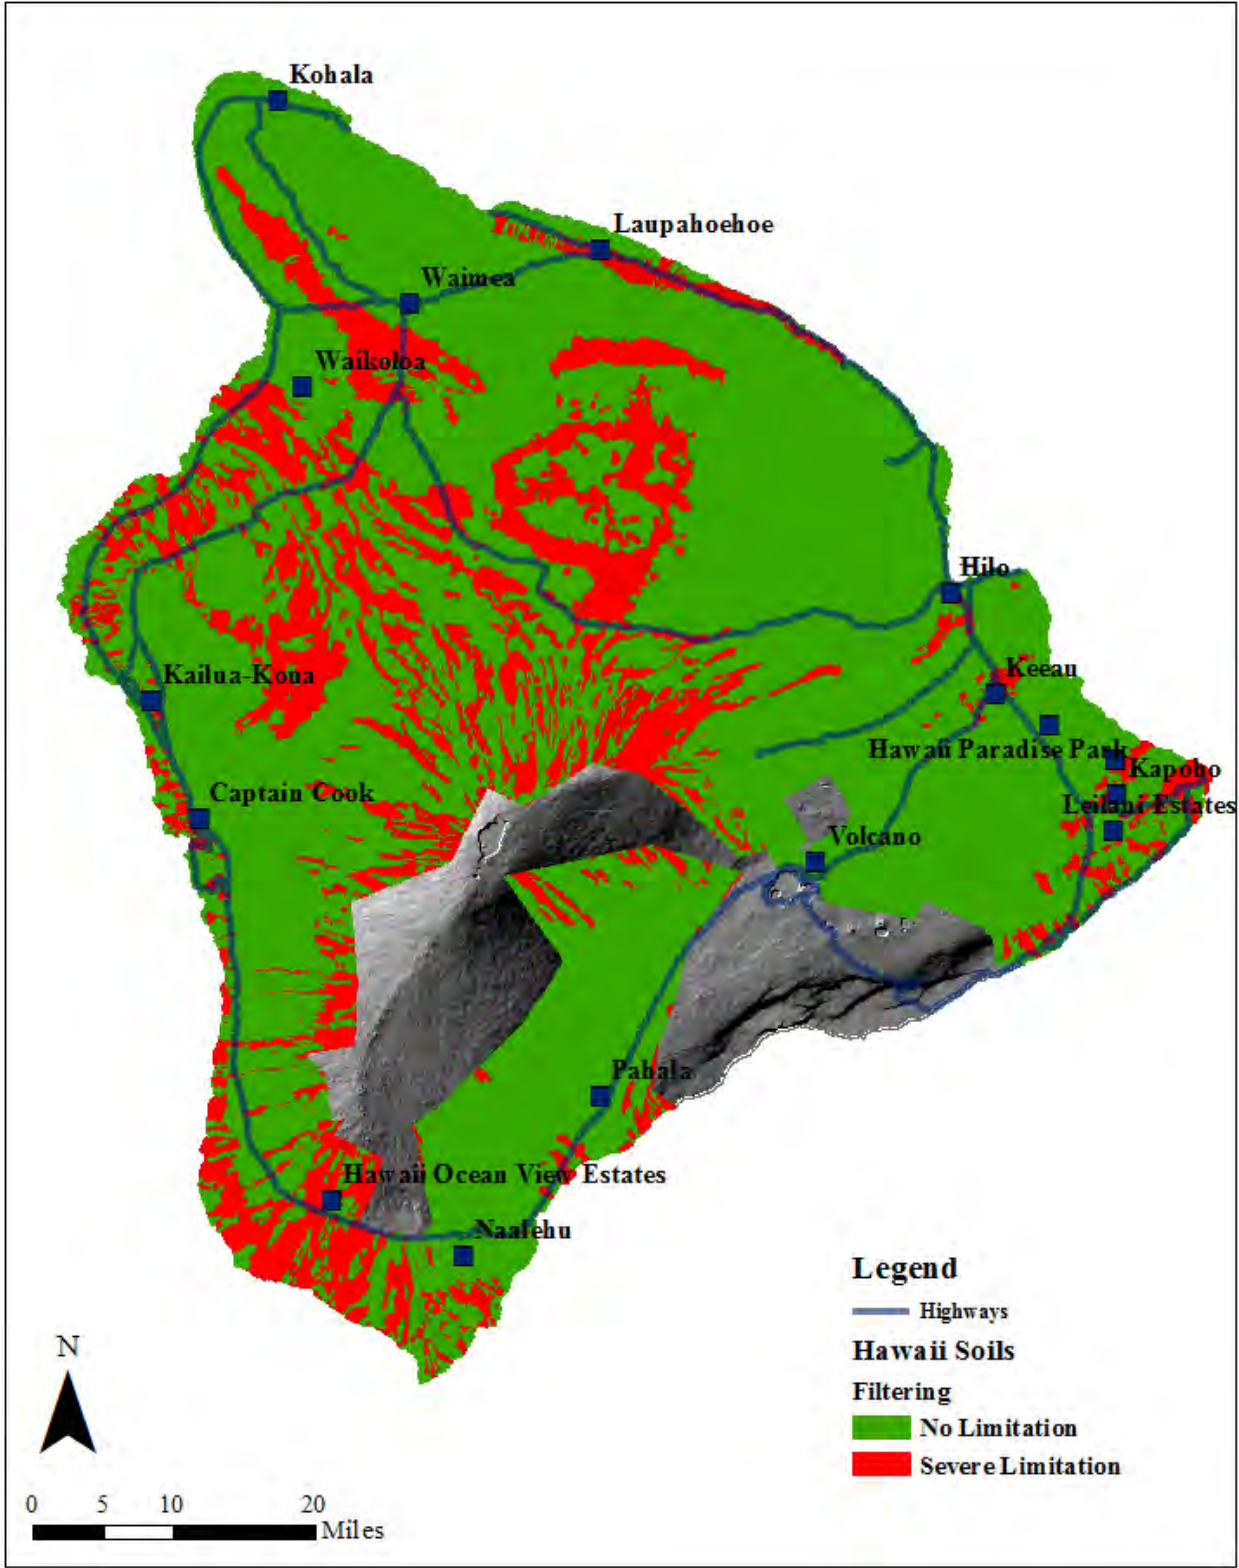 Kohala
Laupahoehoe
Waimea
Waikoloa
Hilo
Keeau
Kailua-Kona
Hawaii Paradise Park
Kapoho
Captain Cook
Leilani Estates
Volcano
Pahala
Hawaii Ocean View Estates
Naalehu
Legend
Highways
Hawaii Soils
Filtering
No Limitation
Severe Limitation
N
0 5 10 20
Miles